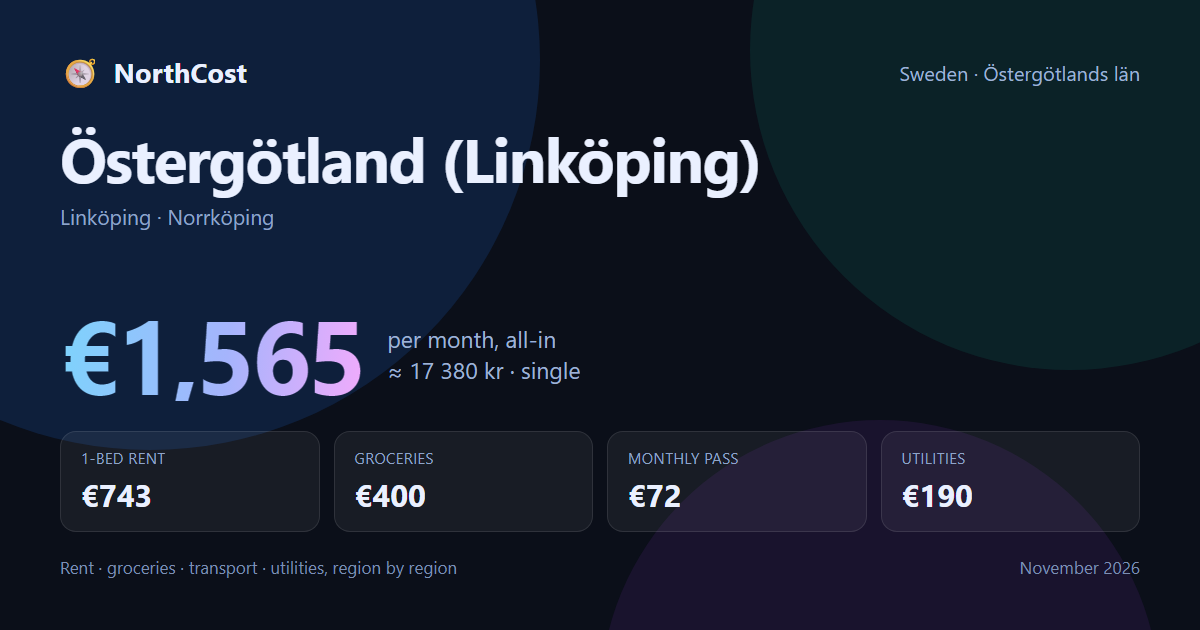 NorthCost
Sweden · Östergötlands län
Östergötland (Linköping)
Linköping · Norrköping
€1,565
per month, all-in
≈ 17 380 kr · single
1-BED RENT
€743
GROCERIES
€400
MONTHLY PASS
€72
UTILITIES
€190
Rent · groceries · transport · utilities, region by region
November 2026